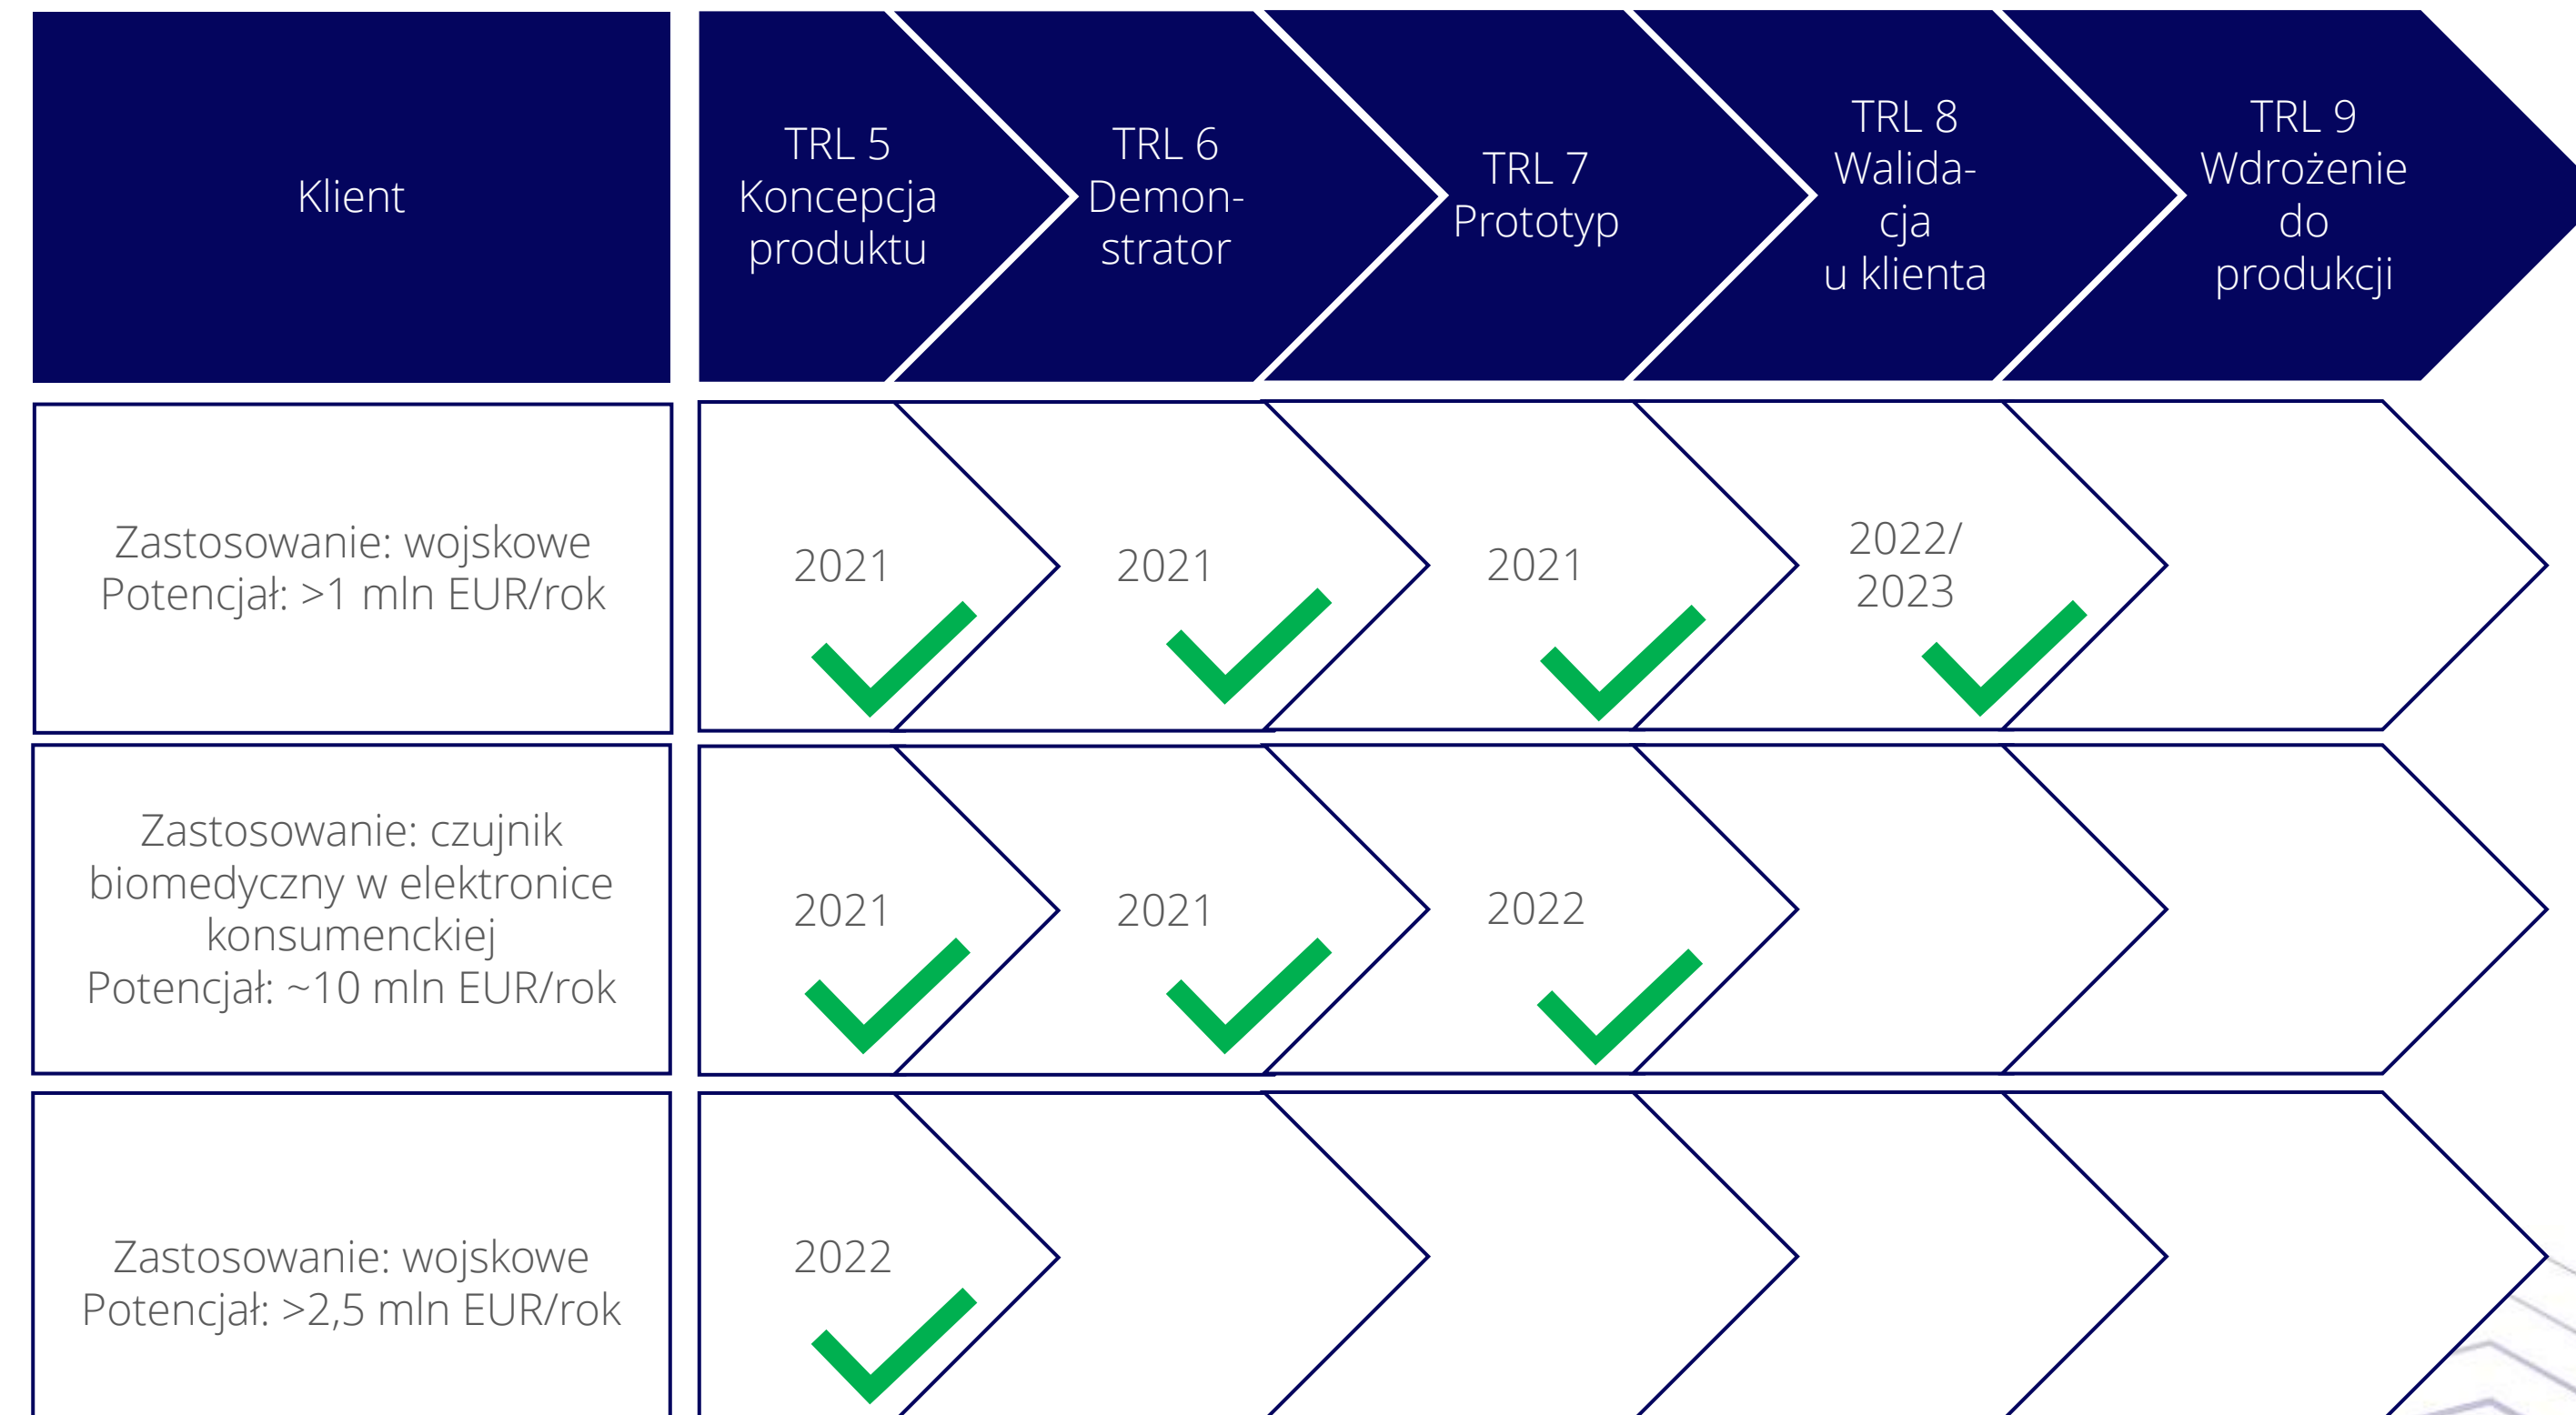 Klient
TRL 5
Koncepcja
produktu
TRL 6
Demon-
strator
TRL 7
Prototyp
TRL 8
Walida-
cja
u klienta
TRL 9
Wdrożenie
do
produkcji
Zastosowanie: wojskowe
Potencjał: >1 mln EUR/rok
2021
2021
2021
2022/
2023
Zastosowanie: czujnik
biomedyczny w elektronice
konsumenckiej
Potencjał: ~10 mln EUR/rok
2021
2021
2022
Zastosowanie: wojskowe
Potencjał: >2,5 mln EUR/rok
2022